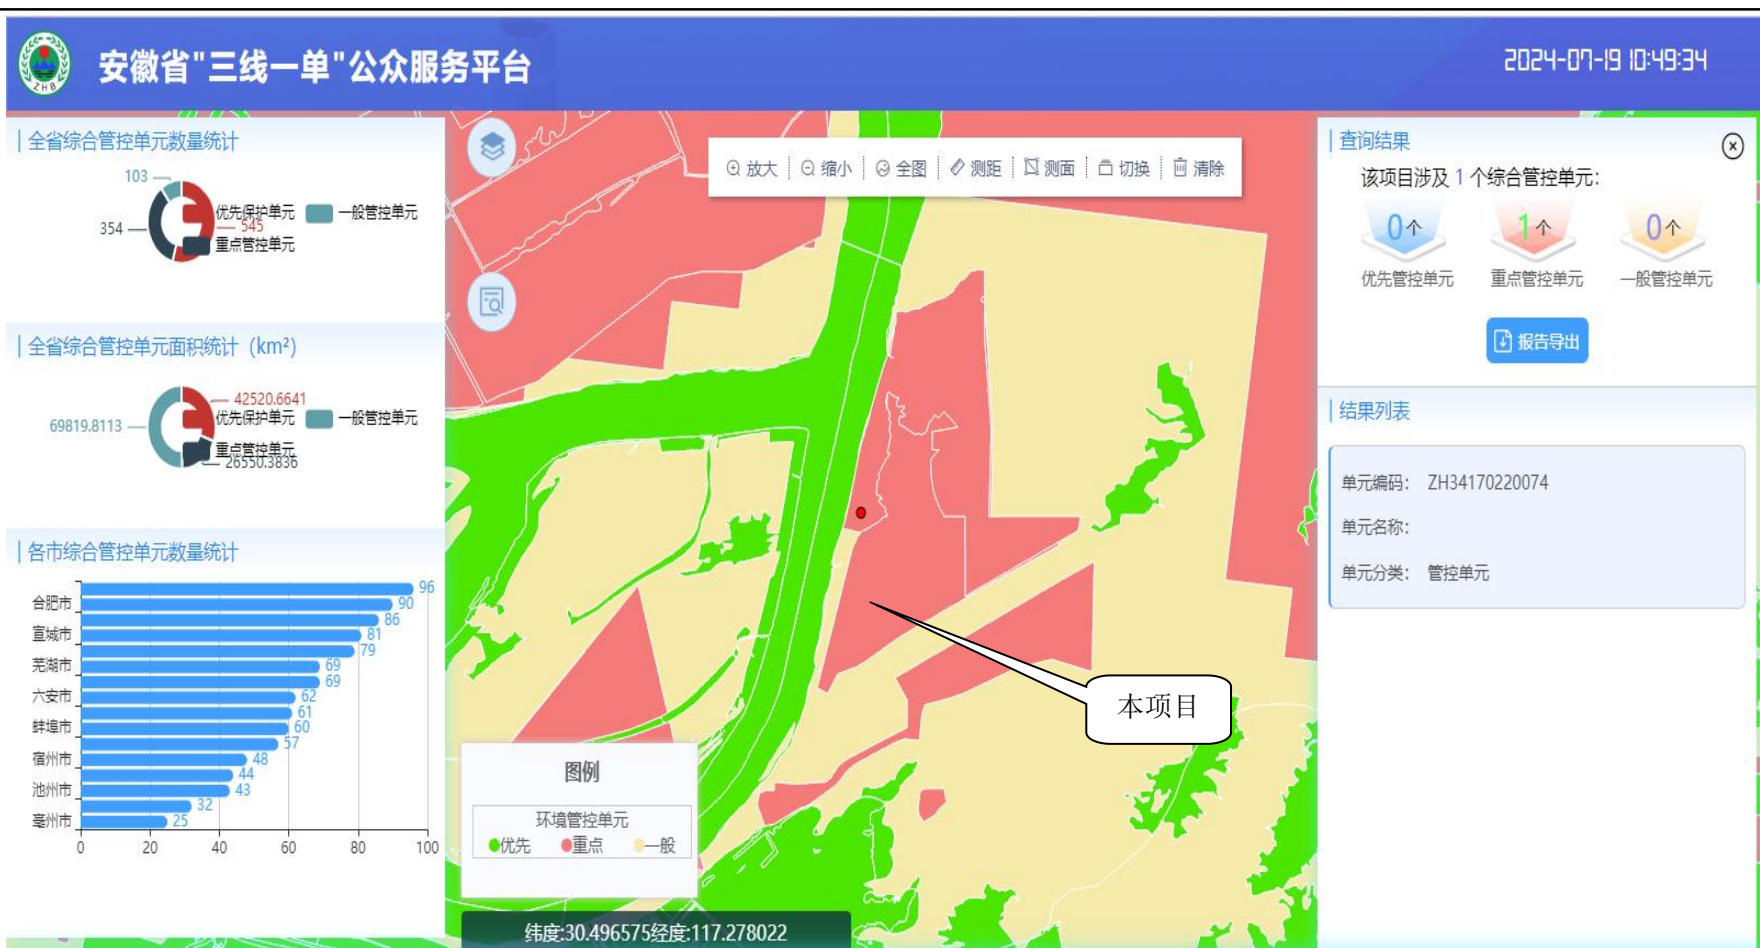 安徽省"三线一单"公众服务平台
2024-07-19 10:49:34
ZHB
全省综合管控单元数量统计
103
354
545
优先保护单元
一般管控单元
重点管控单元
全省综合管控单元面积统计（km²）
42520.6641
69819.8113
优先保护单元
一般管控单元
重点管控单元
26550.3836
各市综合管控单元数量统计
96
合肥市 90
86
宣城市 81
79
芜湖市 69
69
六安市 62
61
蚌埠市 60
57
宿州市 48
44
池州市 43
32
亳州市 25
0 20 40 60 80 100
放大 缩小 全图 测距 测面 切换 清除
本项目
图例
环境管控单元
优先 重点 一般
纬度:30.496575经度:117.278022
查询结果
该项目涉及 1 个综合管控单元:
0个 1个 0个
优先管控单元 重点管控单元 一般管控单元
报告导出
结果列表
单元编码: ZH34170220074
单元名称:
单元分类: 管控单元